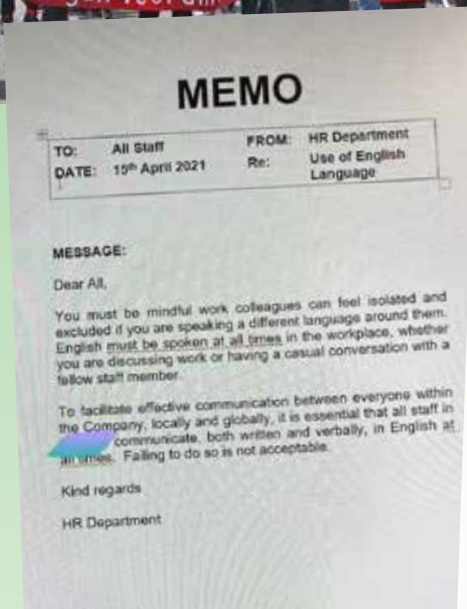 MEMO
TO: All Staff FROM: HR Department
DATE: 15th April 2021 Re: Use of English
Language
MESSAGE:
Dear All,
You must be mindful work colleagues can feel isolated and
excluded if you are speaking a different language around them.
English must be spoken at all times in the workplace, whether
you are discussing work or having a casual conversation with a
fellow staff member.
To facilitate effective communication between everyone within
the Company, locally and globally, it is essential that all staff in
communicate, both written and verbally, in English at
all times. Failing to do so is not acceptable.
Kind regards
HR Department